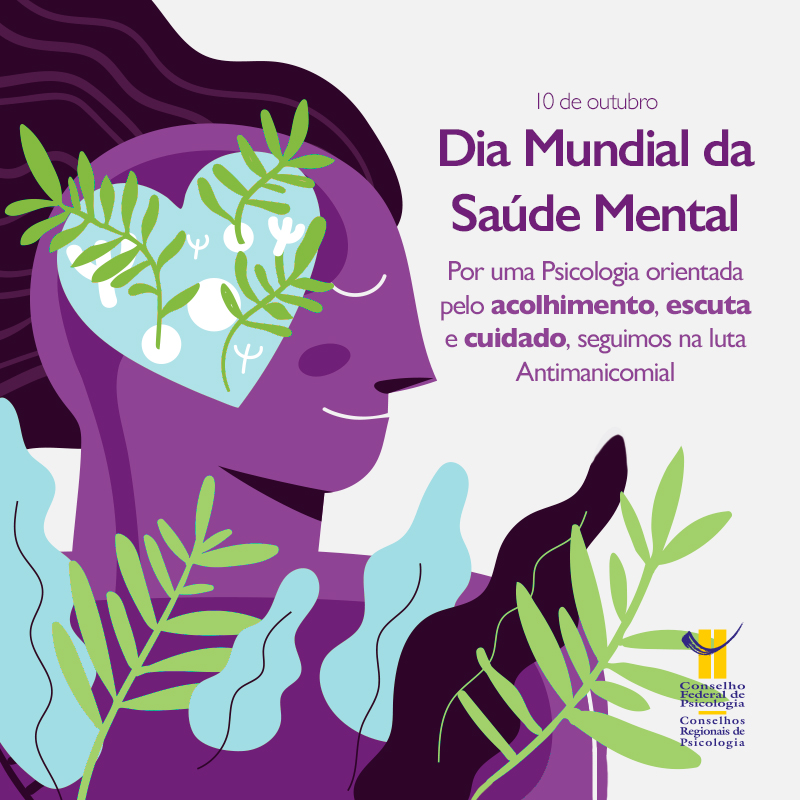 10 de outubro
Dia Mundial da
Saúde Mental
Por uma Psicologia orientada
pelo acolhimento, escuta
e cuidado, seguimos na luta
Antimanicomial
Conselho
Federal de
Psicologia
Conselhos
Regionais de
Psicologia